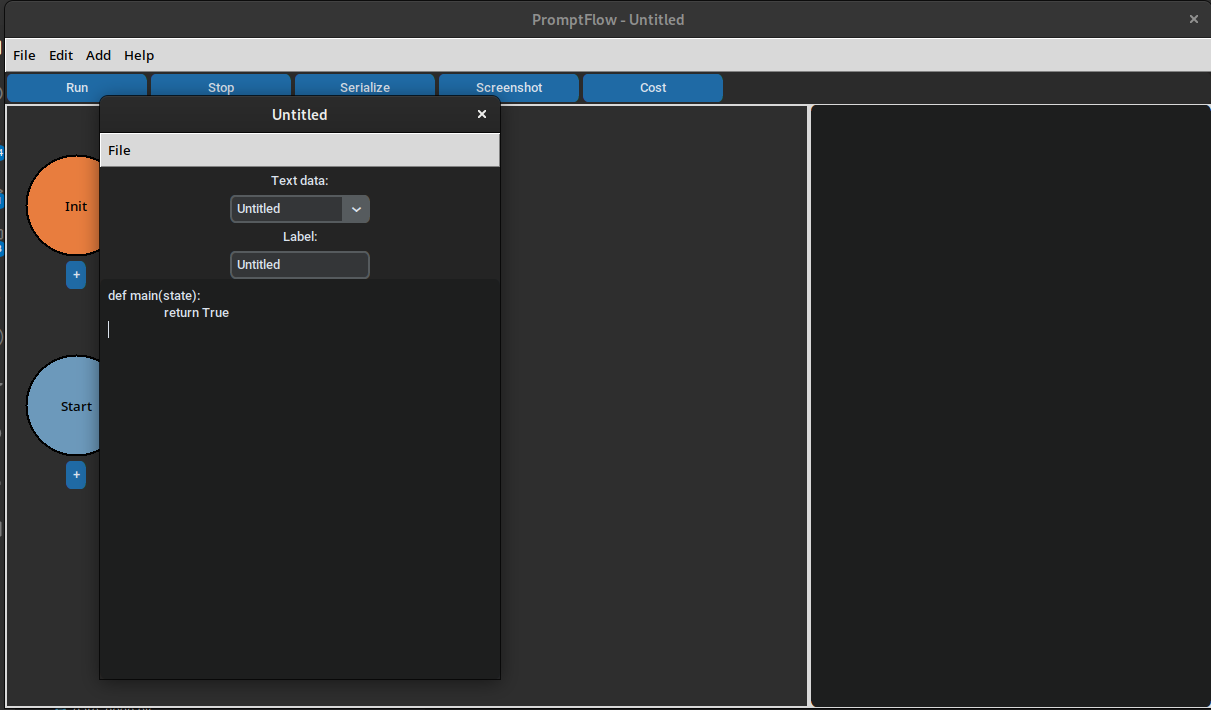 PromptFlow - Untitled
File Edit Add Help
Run Stop Serialize Screenshot Cost
Untitled
File
Text data:
Untitled
Label:
Untitled
def main(state):
return True
Init
+
Start
+